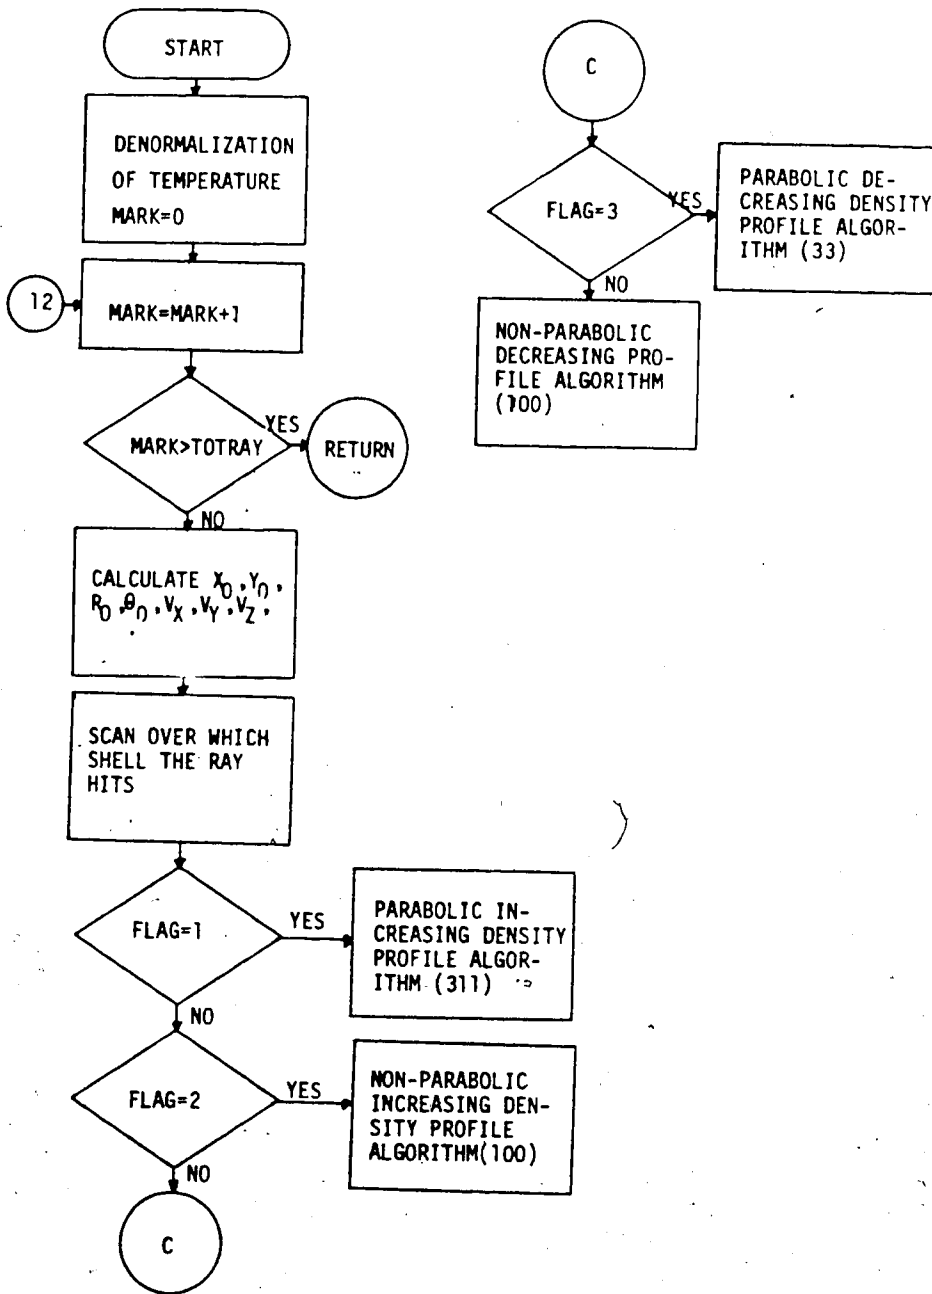 START
DENORMALIZATION
OF TEMPERATURE
MARK=0
12
MARK=MARK+1
MARK>TOTRAY
YES
RETURN
NO
CALCULATE X0,Y0,
R0,θ0,VX,VY,VZ,
SCAN OVER WHICH
SHELL THE RAY
HITS
FLAG=1
YES
PARABOLIC IN-
CREASING DENSITY
PROFILE ALGOR-
ITHM (311)
NO
FLAG=2
YES
NON-PARABOLIC
INCREASING DEN-
SITY PROFILE
ALGORITHM(100)
NO
C
C
FLAG=3
YES
PARABOLIC DE-
CREASING DENSITY
PROFILE ALGOR-
ITHM (33)
NO
NON-PARABOLIC
DECREASING PRO-
FILE ALGORITHM
(100)